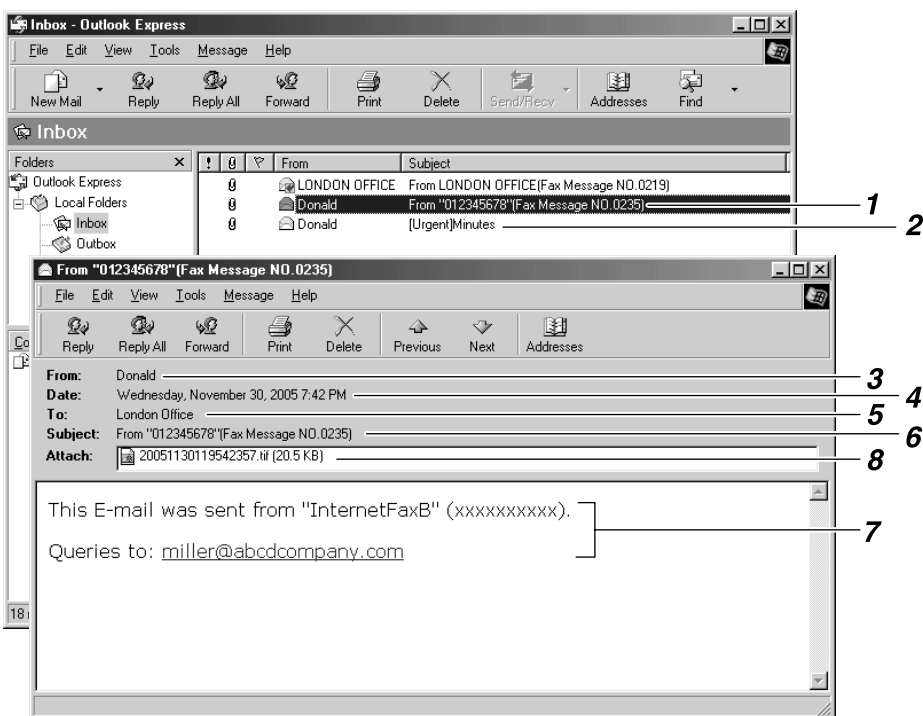 Inbox - Outlook Express
File Edit View Tools Message Help
New Mail Reply Reply All Forward Print Delete Send/Recv Addresses Find
Inbox
Folders × ! From Subject
Outlook Express LONDON OFFICE From LONDON OFFICE(Fax Message NO.0219)
Local Folders Donald From "012345678"(Fax Message NO.0235) 1
Inbox Donald [Urgent]Minutes 2
Outbox
From "012345678"(Fax Message NO.0235)
File Edit View Tools Message Help
Co
Reply Reply All Forward Print Delete Previous Next Addresses
From: Donald 3
Date: Wednesday, November 30, 2005 7:42 PM 4
To: London Office 5
Subject: From "012345678"(Fax Message NO.0235) 6
Attach: 20051130119542357.tif (20.5 KB) 8
This E-mail was sent from "InternetFaxB" (xxxxxxxxxx).
7
Queries to: miller@abcdcompany.com
18